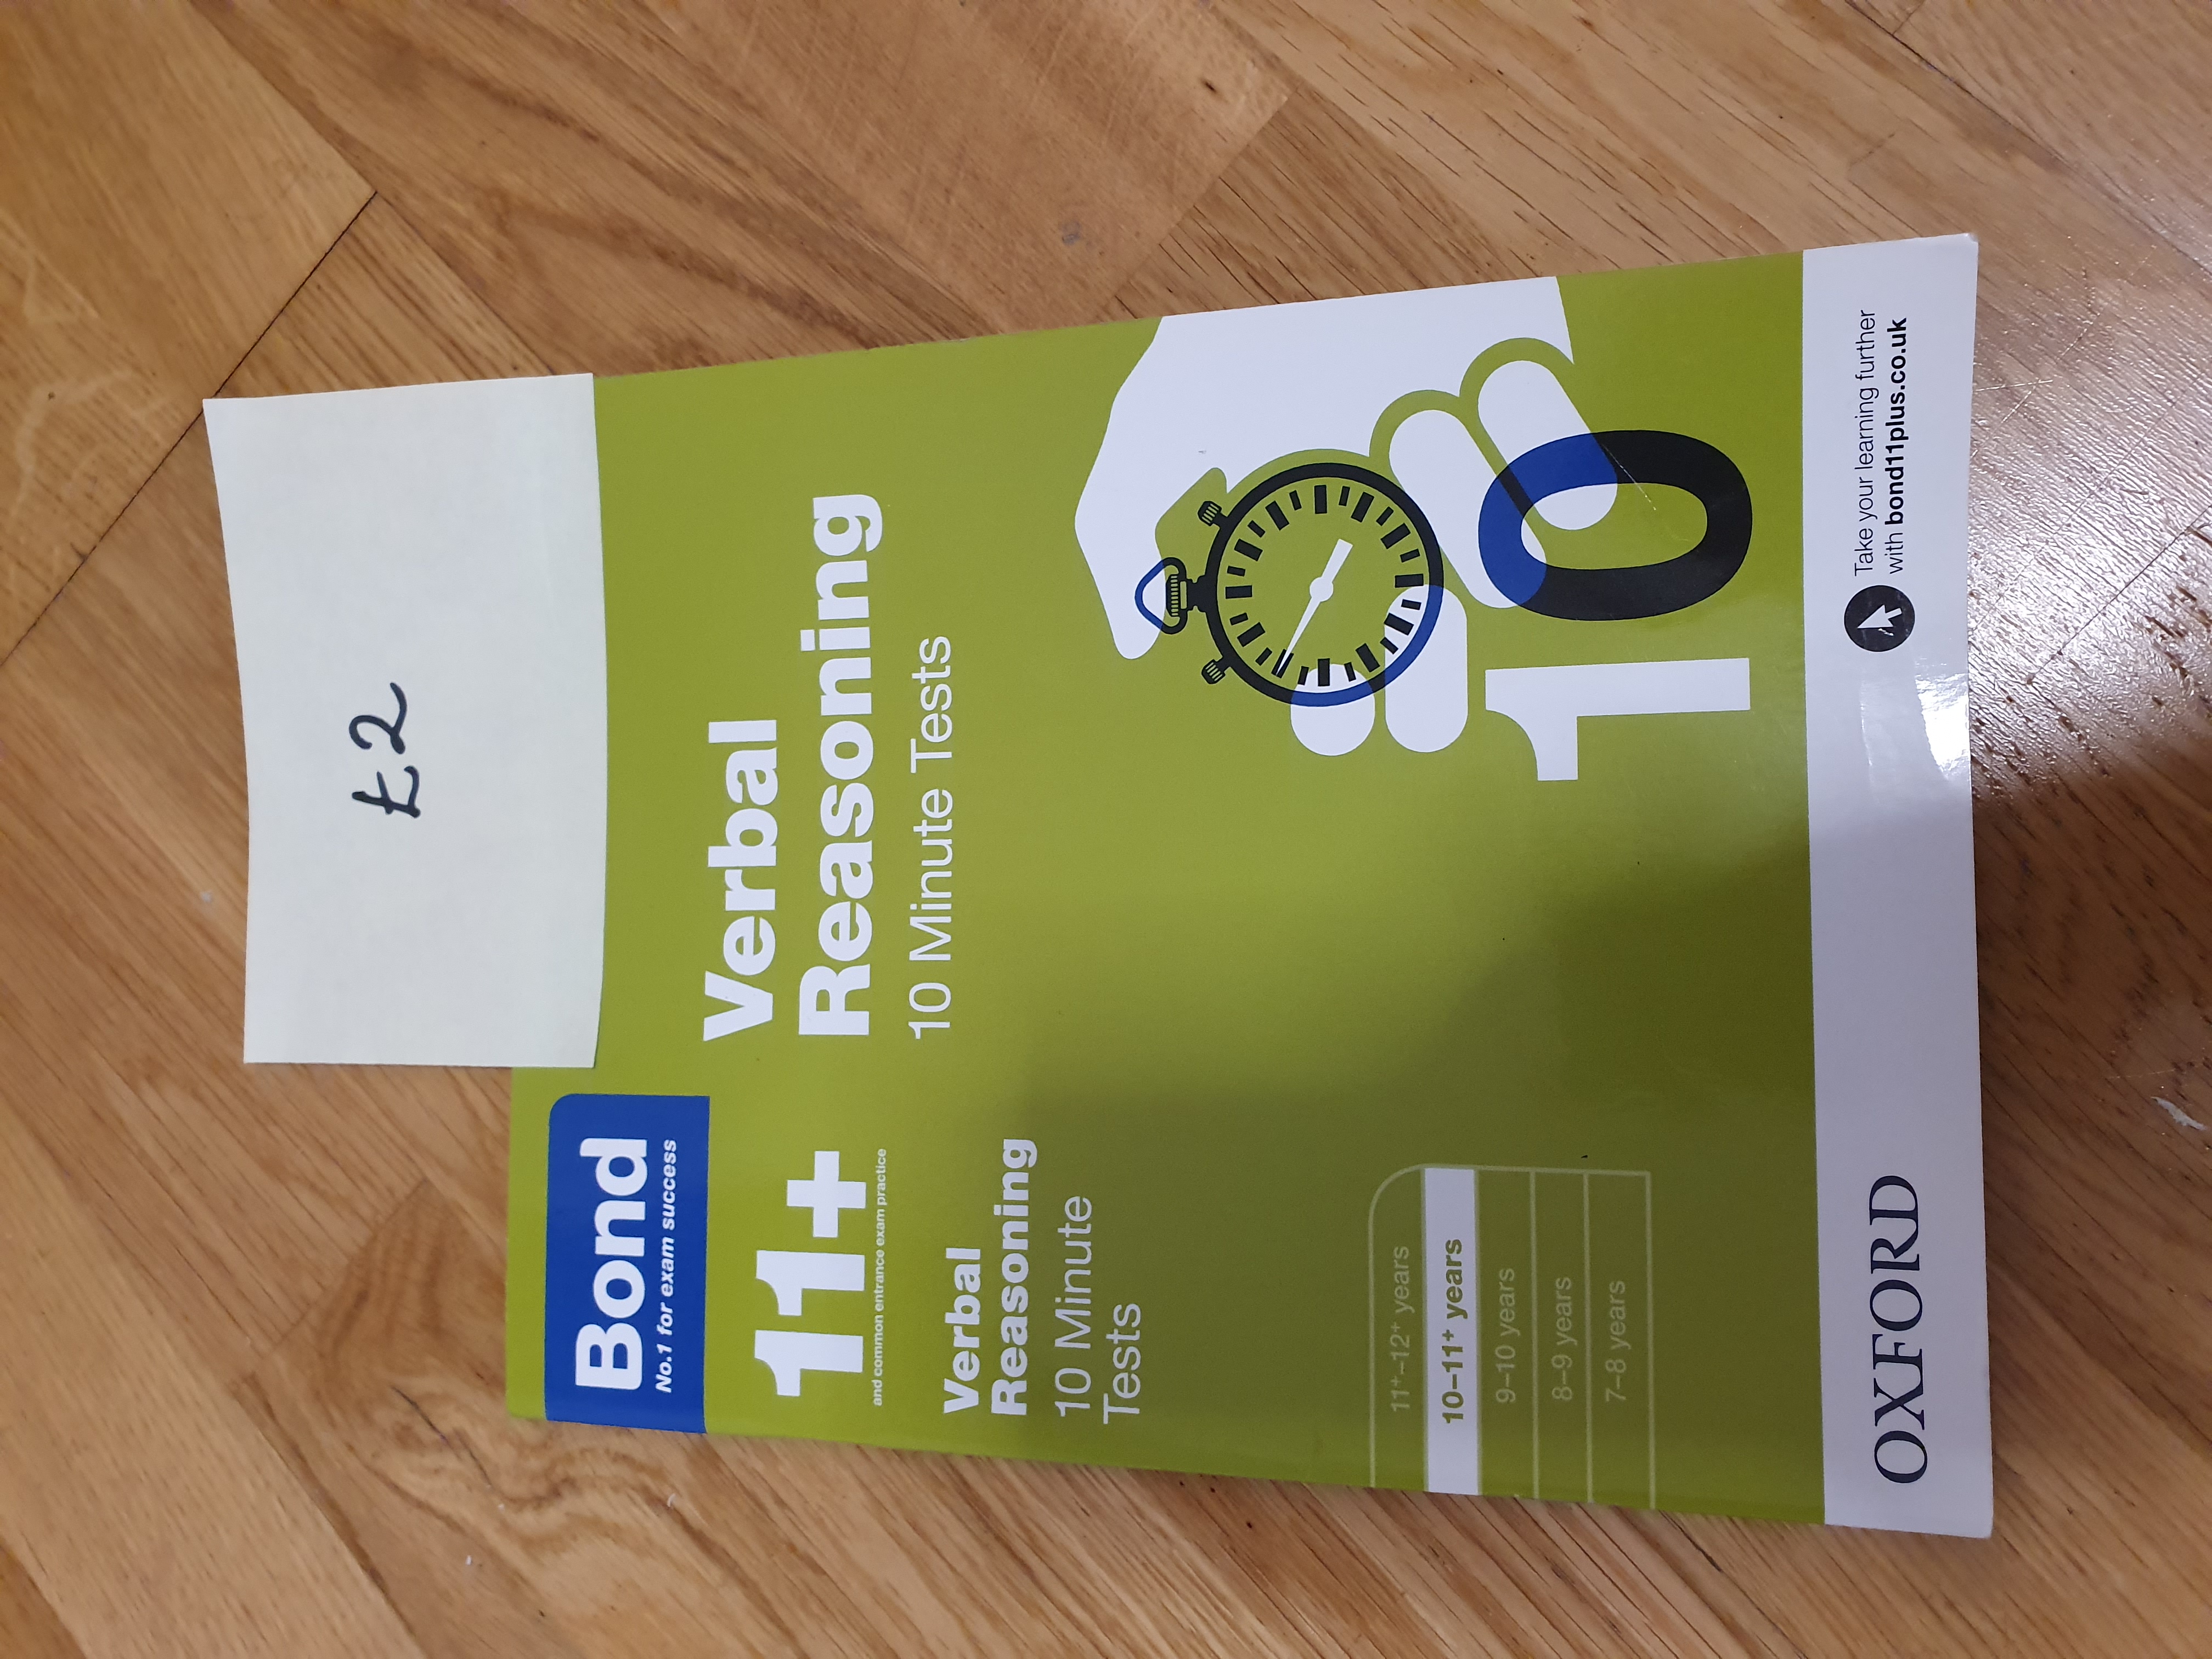 £2
Bond
No.1 for exam success
11+
and common entrance exam practice
Verbal
Reasoning
10 Minute
Tests
Verbal
Reasoning
10 Minute Tests
11⁺–12⁺ years
10–11⁺ years
9–10 years
8–9 years
7–8 years
10
OXFORD
Take your learning further
with bond11plus.co.uk